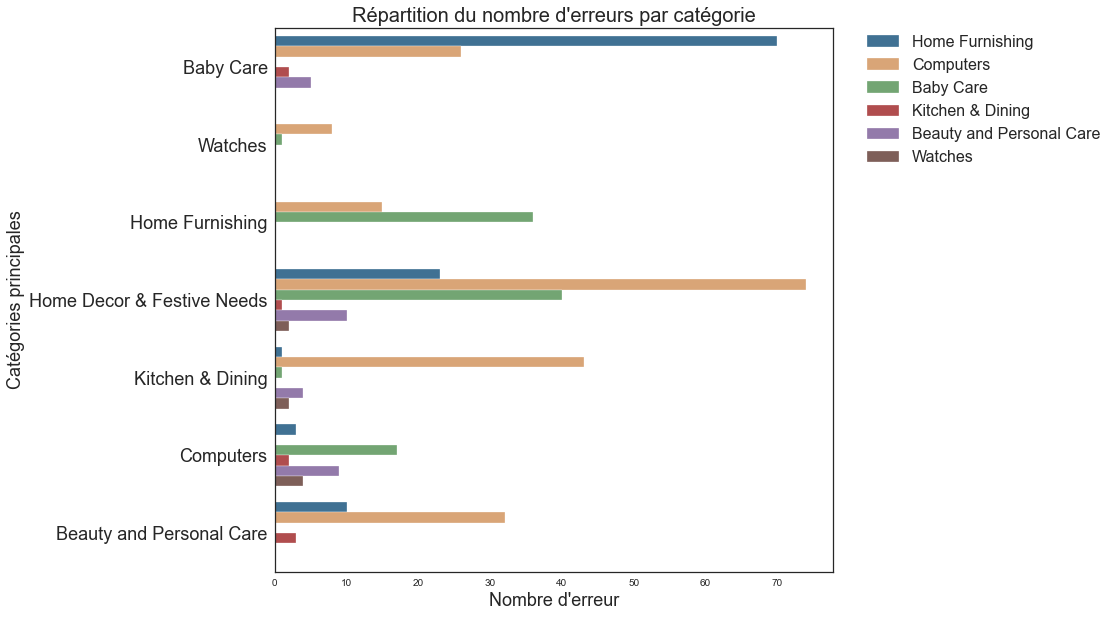 Répartition du nombre d'erreurs par catégorie
Catégories principales
Baby Care
Watches
Home Furnishing
Home Decor & Festive Needs
Kitchen & Dining
Computers
Beauty and Personal Care
0 10 20 30 40 50 60 70
Nombre d'erreur
Home Furnishing
Computers
Baby Care
Kitchen & Dining
Beauty and Personal Care
Watches